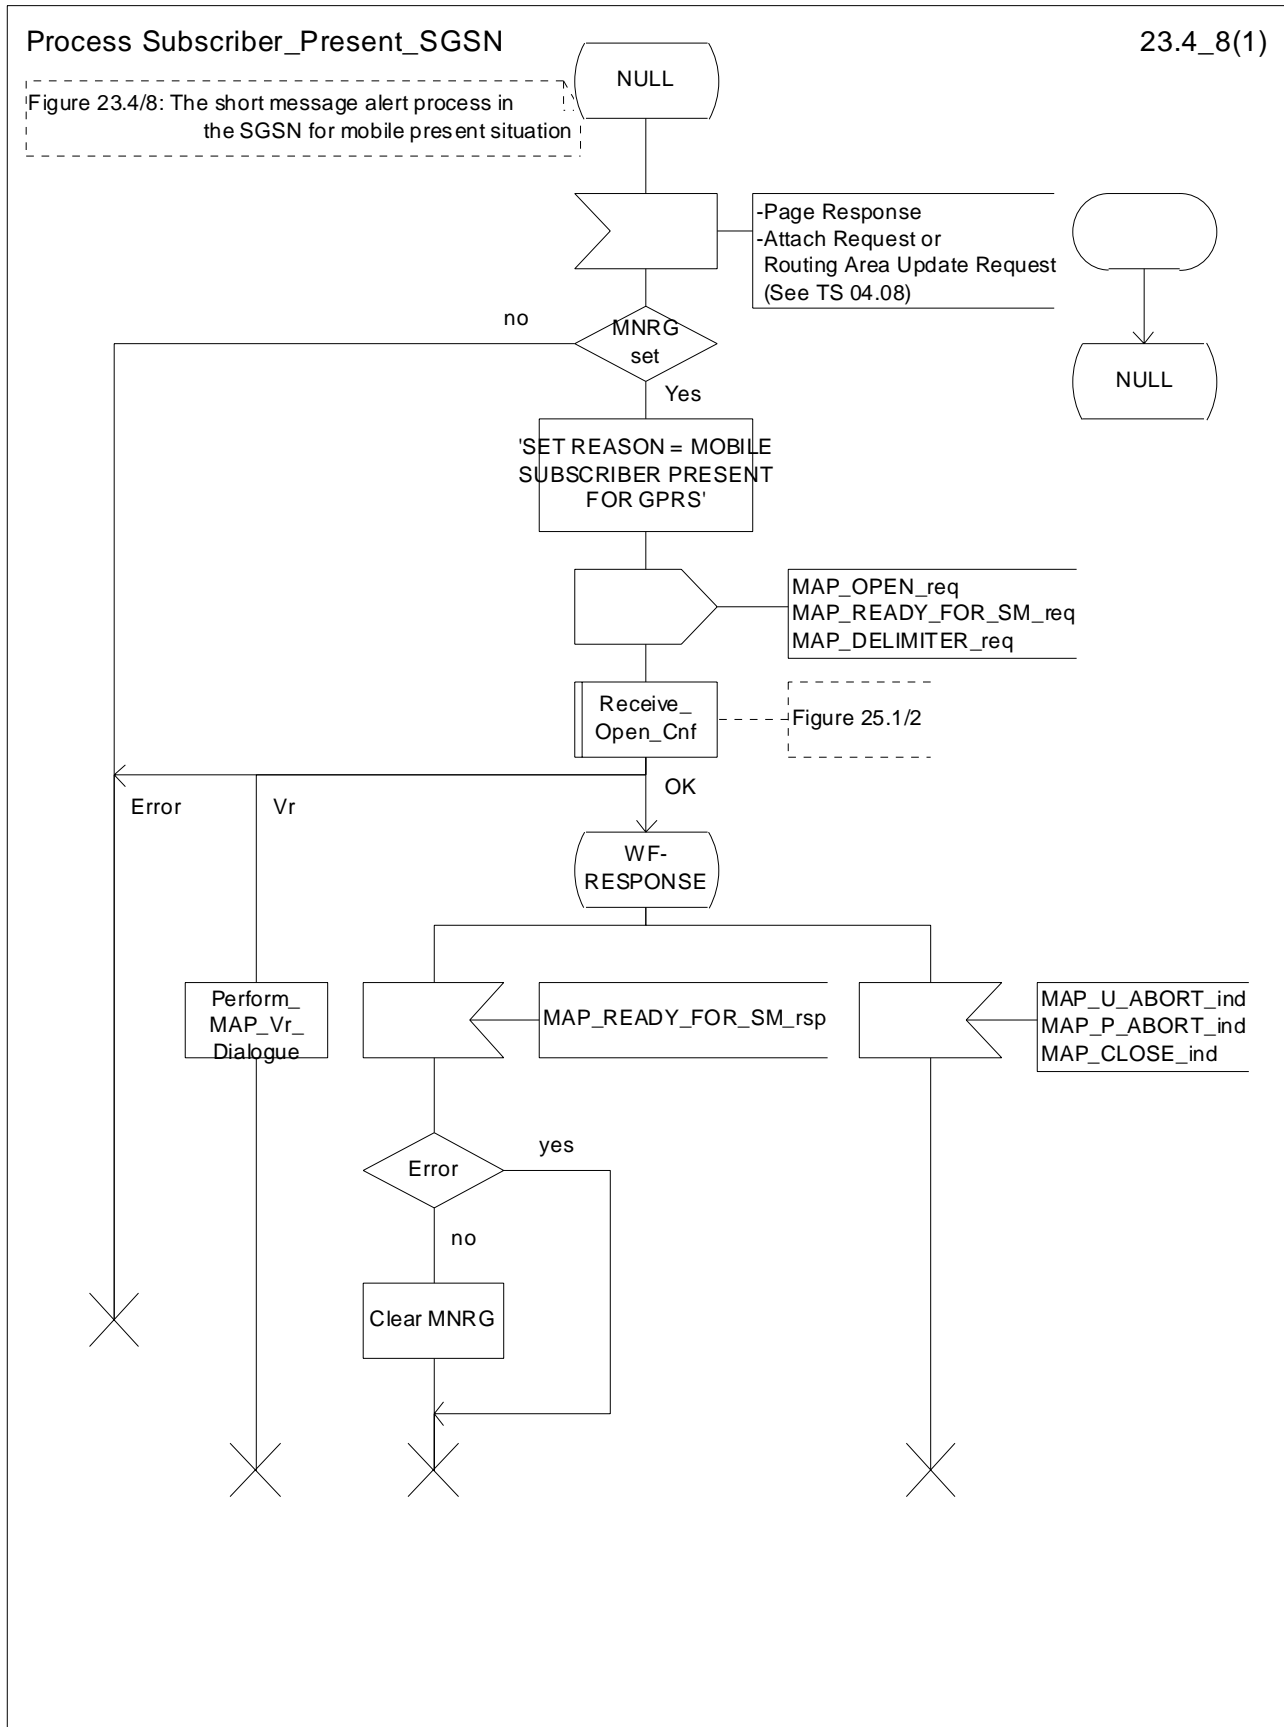 Process Subscriber_Present_SGSN
23.4_8(1)
Figure 23.4/8: The short message alert process in
the SGSN for mobile present situation
NULL
-Page Response
-Attach Request or
Routing Area Update Request
(See TS 04.08)
no
MNRG
set
Yes
NULL
'SET REASON = MOBILE
SUBSCRIBER PRESENT
FOR GPRS'
MAP_OPEN_req
MAP_READY_FOR_SM_req
MAP_DELIMITER_req
Receive_
Open_Cnf
Figure 25.1/2
Error
Vr
OK
WF-
RESPONSE
Perform_
MAP_Vr_
Dialogue
MAP_READY_FOR_SM_rsp
MAP_U_ABORT_ind
MAP_P_ABORT_ind
MAP_CLOSE_ind
Error
yes
no
Clear MNRG